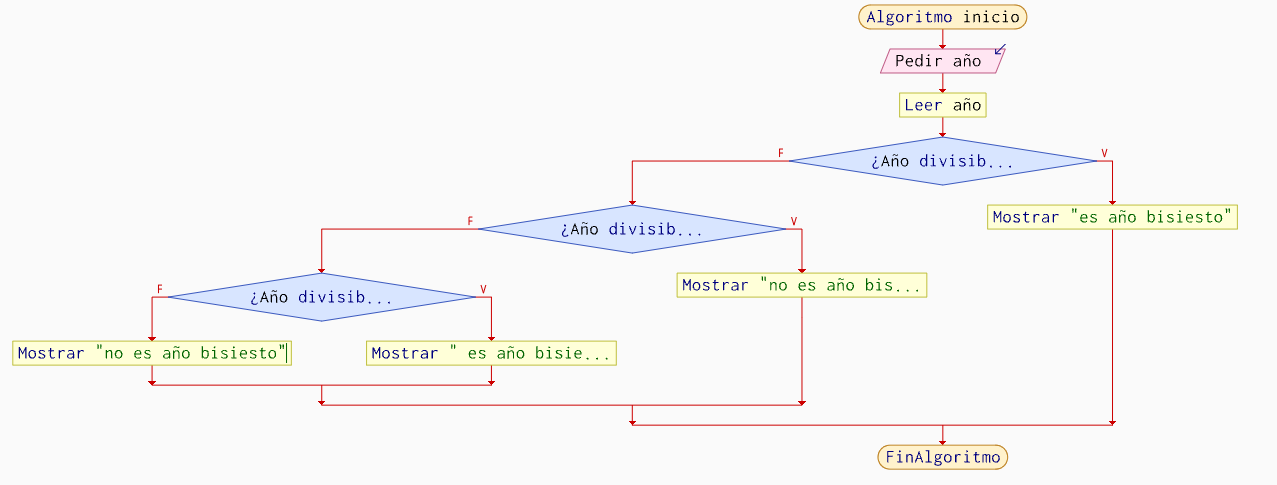 Algoritmo inicio
Pedir año
Leer año
F
¿Año divisib...
V
Mostrar "es año bisiesto"
F
¿Año divisib...
V
Mostrar "no es año bis...
F
¿Año divisib...
V
Mostrar "no es año bisiesto"
Mostrar " es año bisie...
FinAlgoritmo